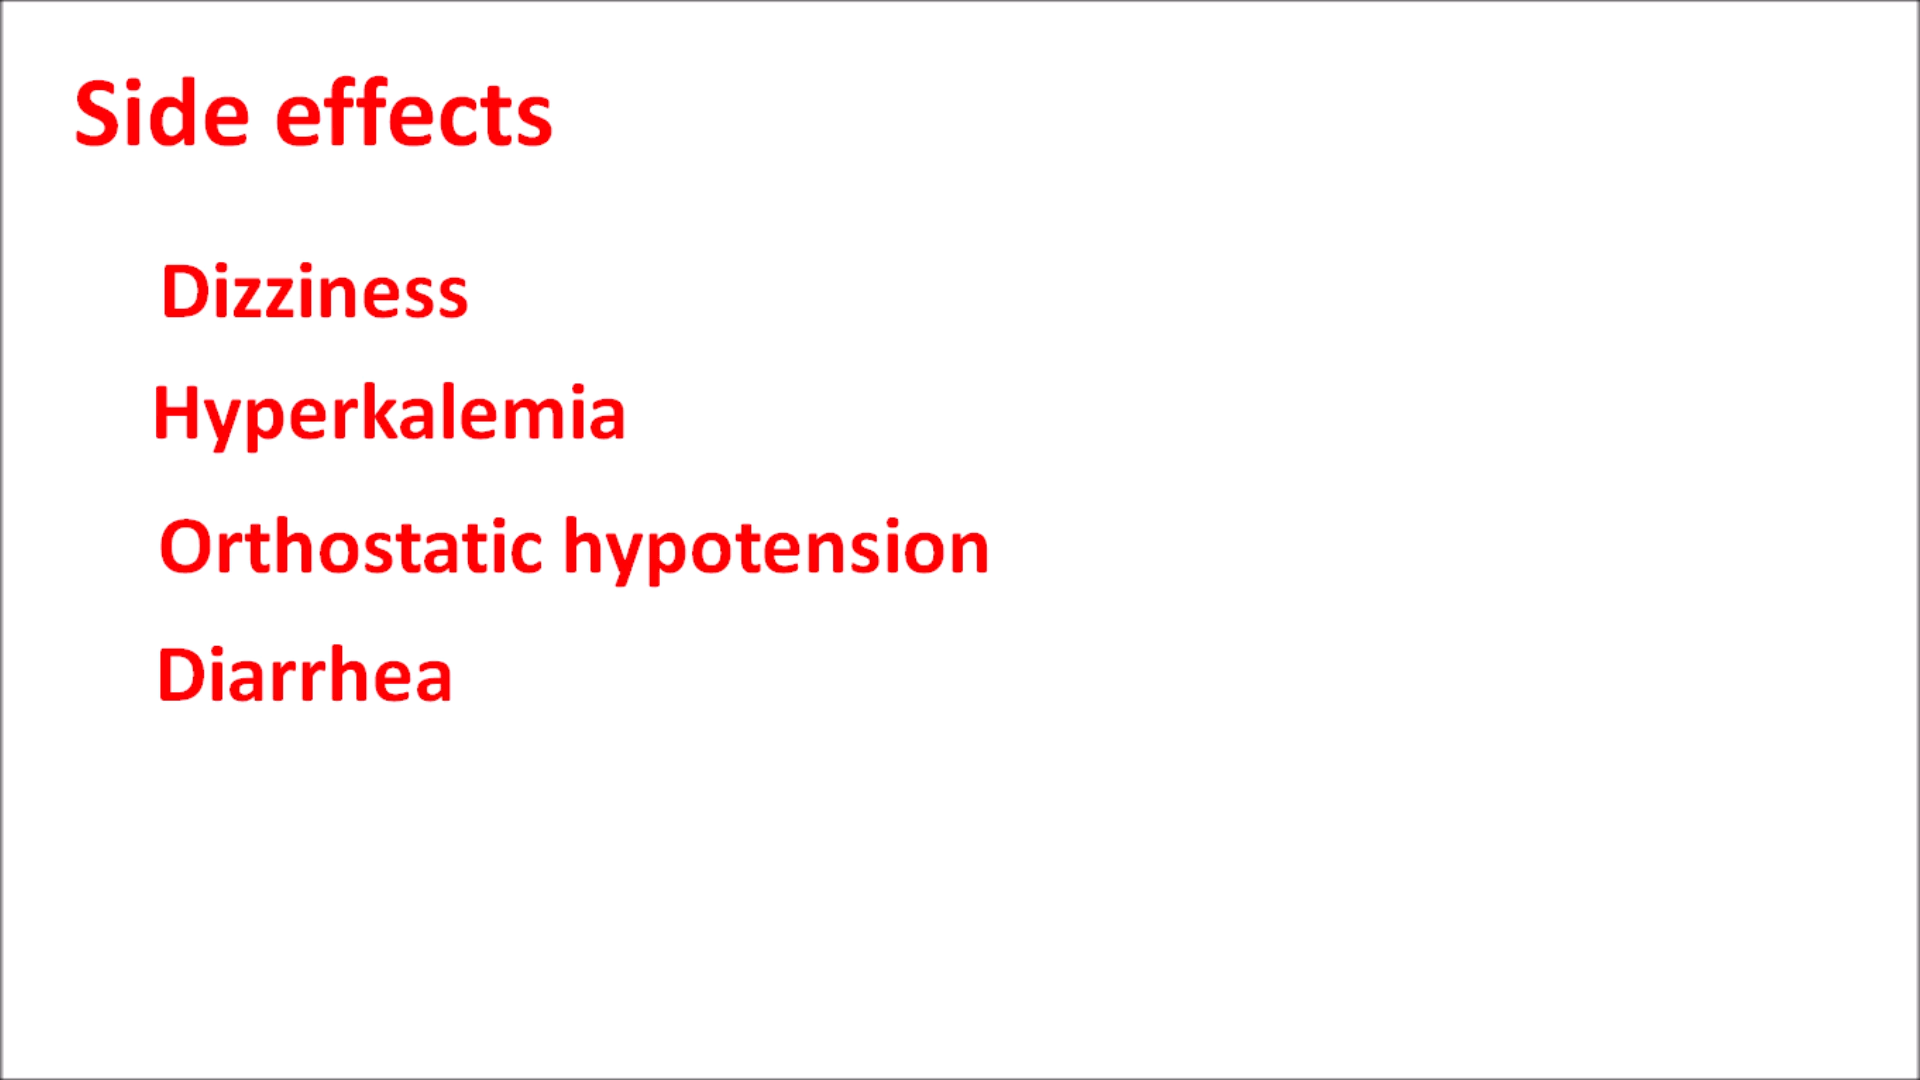 Side effects
Dizziness
Hyperkalemia
Orthostatic hypotension
Diarrhea